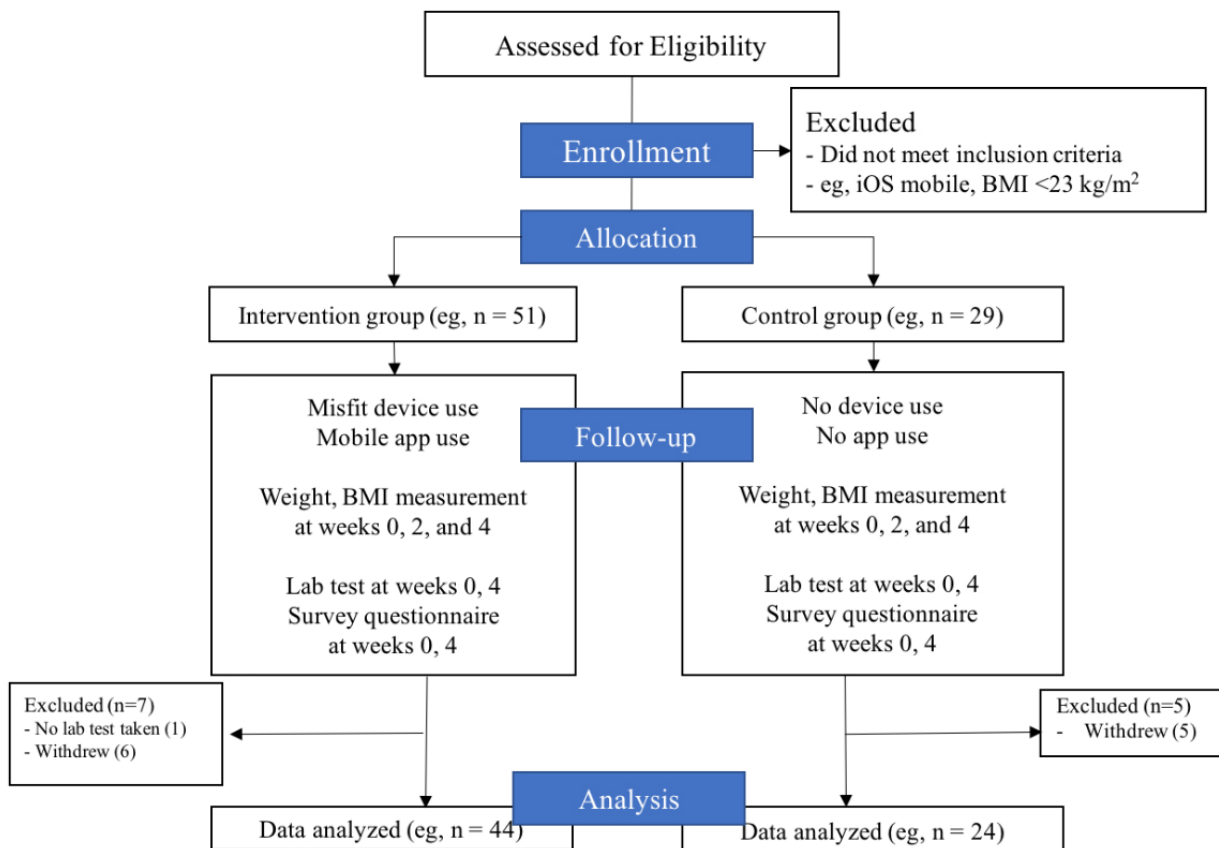 Assessed for Eligibility
Enrollment
Excluded
- Did not meet inclusion criteria
- eg, iOS mobile, BMI <23 kg/m²
Allocation
Intervention group (eg, n = 51)
Control group (eg, n = 29)
Misfit device use
Mobile app use
Weight, BMI measurement
at weeks 0, 2, and 4
Lab test at weeks 0, 4
Survey questionnaire
at weeks 0, 4
Follow-up
No device use
No app use
Weight, BMI measurement
at weeks 0, 2, and 4
Lab test at weeks 0, 4
Survey questionnaire
at weeks 0, 4
Excluded (n=7)
- No lab test taken (1)
- Withdrew (6)
Excluded (n=5)
- Withdrew (5)
Analysis
Data analyzed (eg, n = 44)
Data analyzed (eg, n = 24)